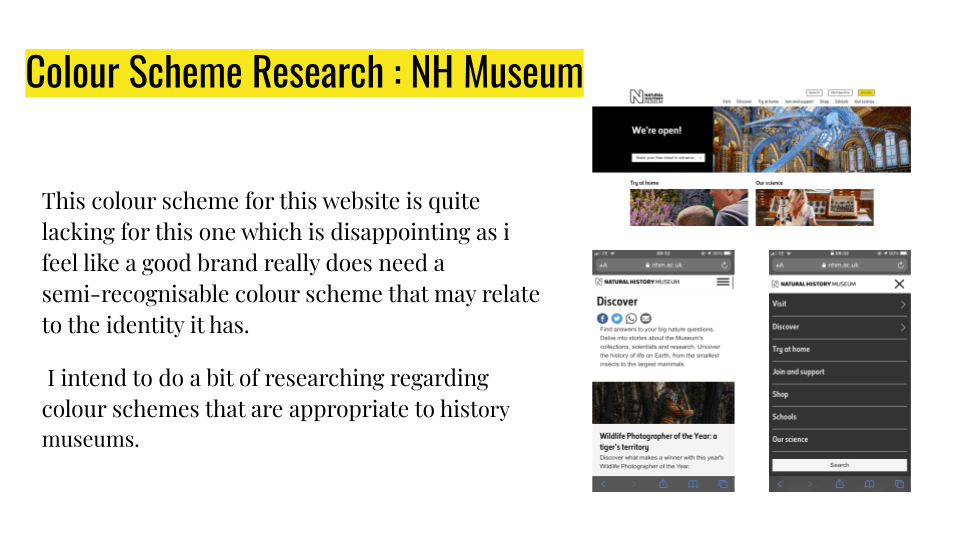 Colour Scheme Research : NH Museum
This colour scheme for this website is quite
lacking for this one which is disappointing as i
feel like a good brand really does need a
semi-recognisable colour scheme that may relate
to the identity it has.
I intend to do a bit of researching regarding
colour schemes that are appropriate to history
museums.
NATURAL
HISTORY
MUSEUM
Visit Discover Try at home Join and support Shop Schools Our science
We're open!
Book your free ticket in advance
Try at home Our science
09:02
AA nhm.ac.uk
NATURAL HISTORY MUSEUM
Discover
Find answers to your big nature questions.
Delve into stories about the Museum's
collections, scientists and research. Uncover
the history of life on Earth, from the smallest
insects to the largest mammals.
Wildlife Photographer of the Year: a
tiger's territory
Discover what makes a winner with this year's
Wildlife Photographer of the Year.
09:02
AA nhm.ac.uk
NATURAL HISTORY MUSEUM
Visit
Discover
Try at home
Join and support
Shop
Schools
Our science
Search